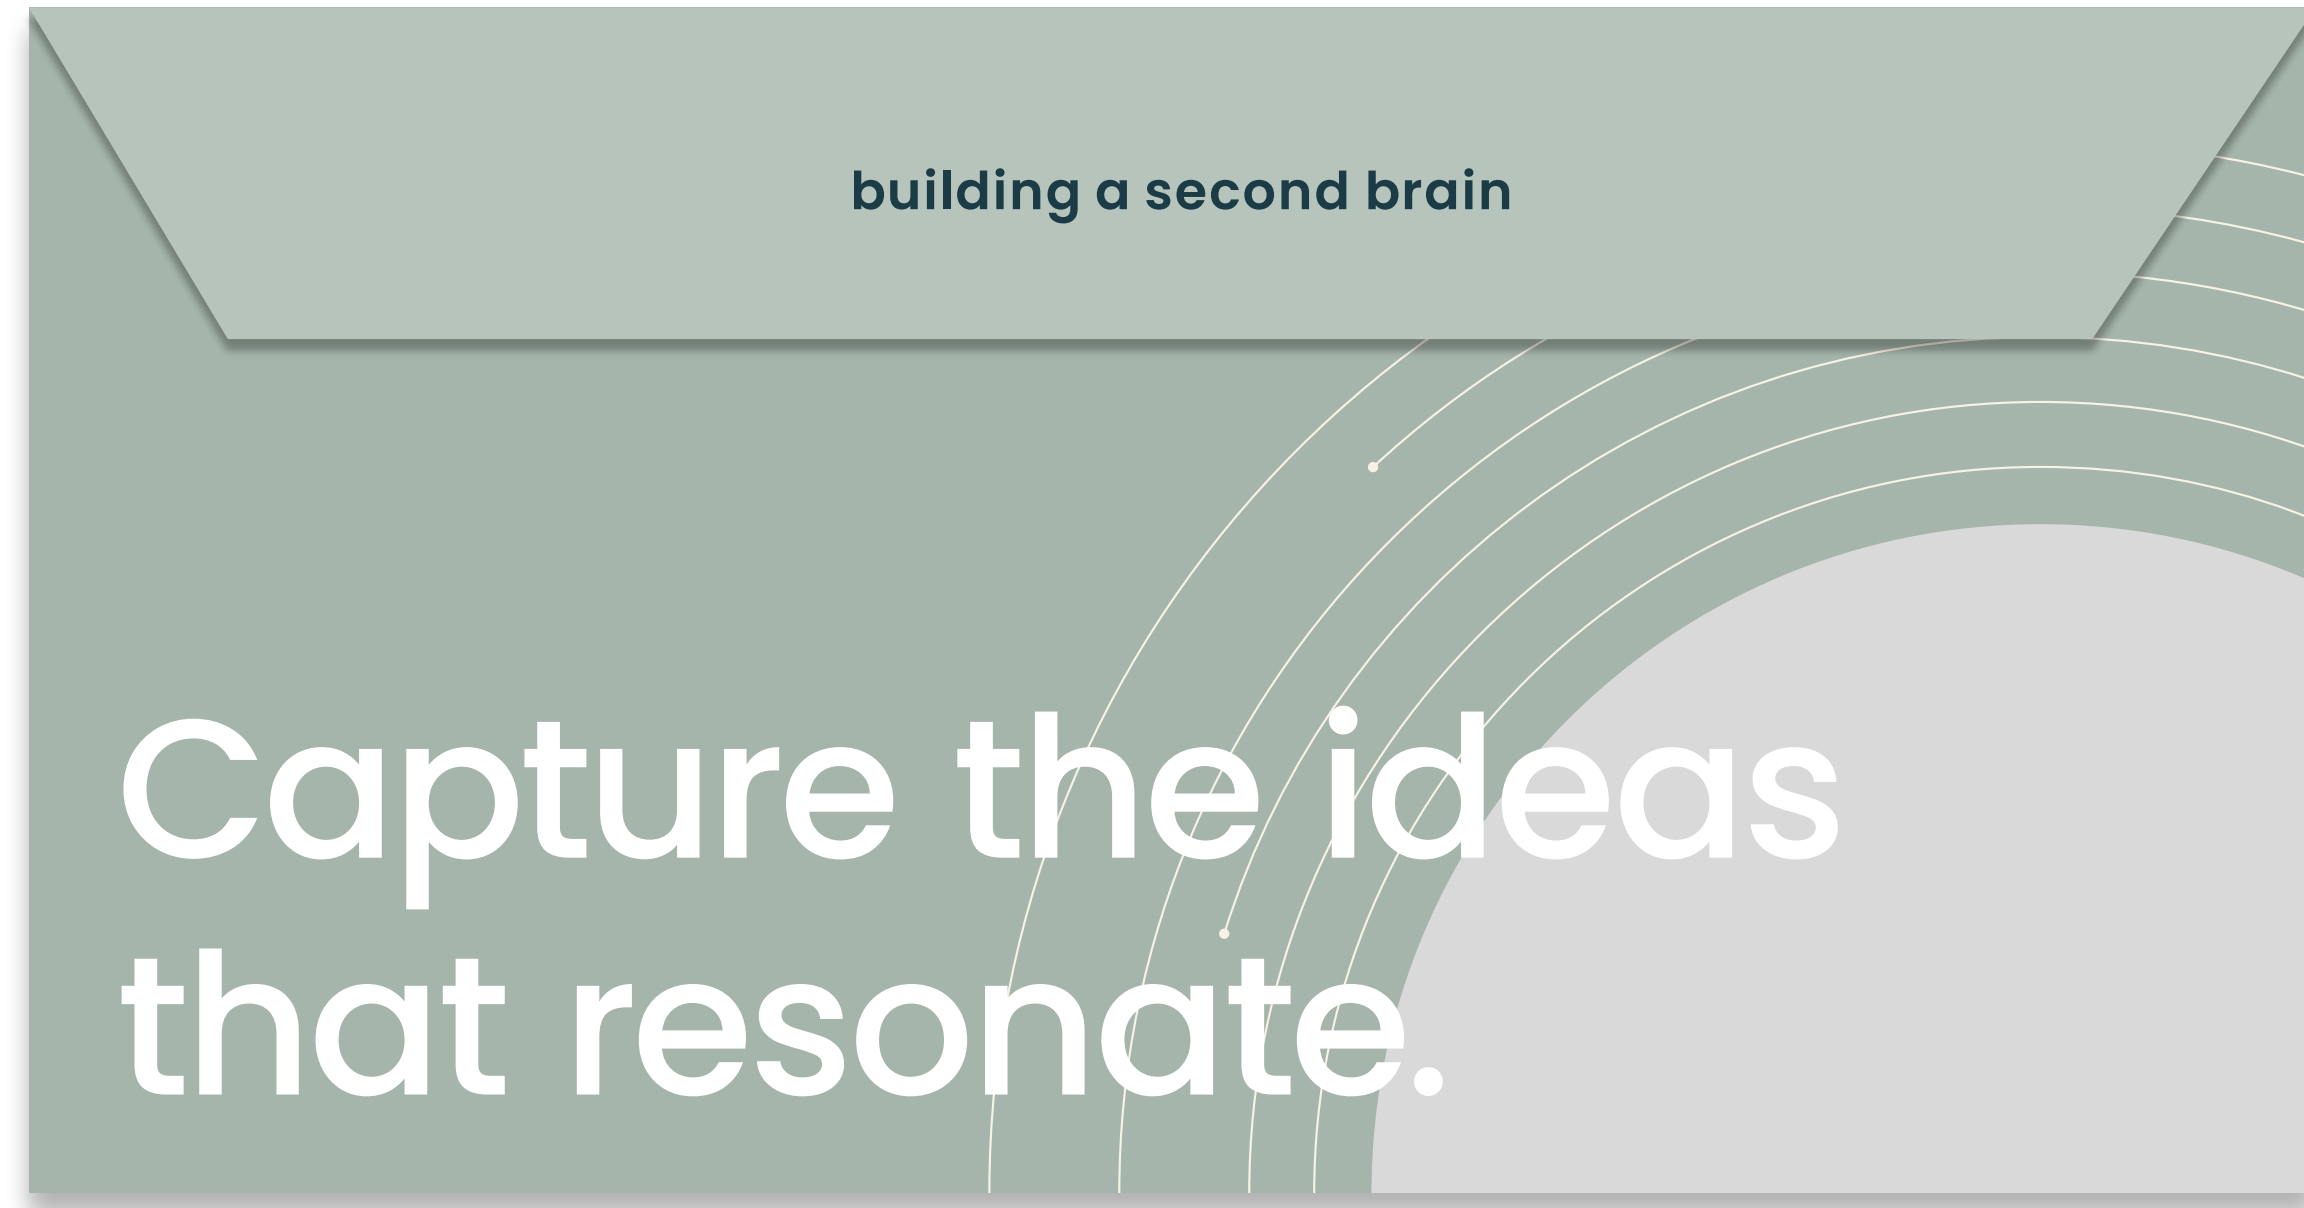 building a second brain
Capture the ideas
that resonate.